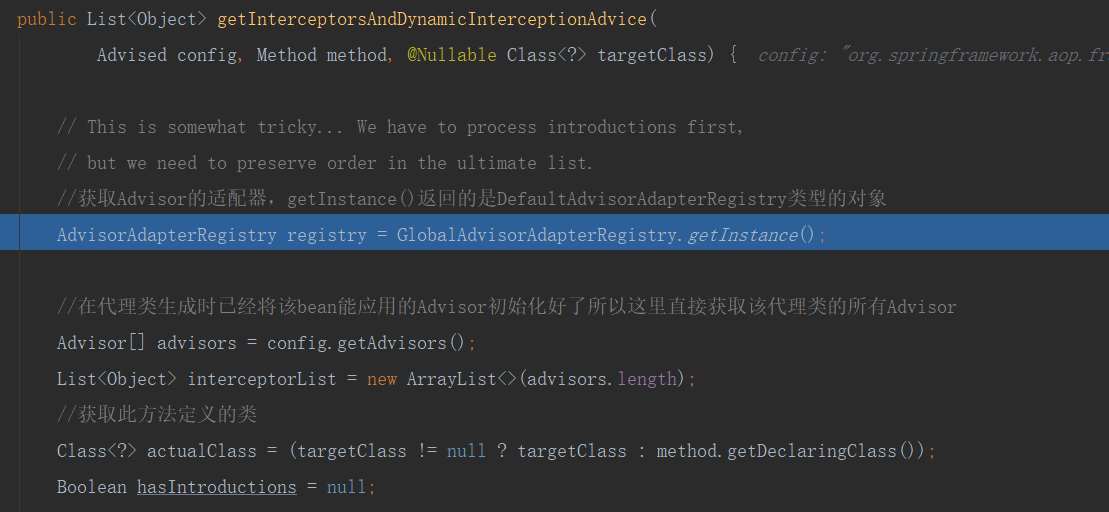 public List<Object> getInterceptorsAndDynamicInterceptionAdvice(
Advised config, Method method, @Nullable Class<?> targetClass) {  config: "org.springframework.aop.fr
// This is somewhat tricky... We have to process introductions first,
// but we need to preserve order in the ultimate list.
//获取Advisor的适配器，getInstance()返回的是DefaultAdvisorAdapterRegistry类型的对象
AdvisorAdapterRegistry registry = GlobalAdvisorAdapterRegistry.getInstance();
//在代理类生成时已经将该bean能应用的Advisor初始化好了所以这里直接获取该代理类的所有Advisor
Advisor[] advisors = config.getAdvisors();
List<Object> interceptorList = new ArrayList<>(advisors.length);
//获取此方法定义的类
Class<?> actualClass = (targetClass != null ? targetClass : method.getDeclaringClass());
Boolean hasIntroductions = null;